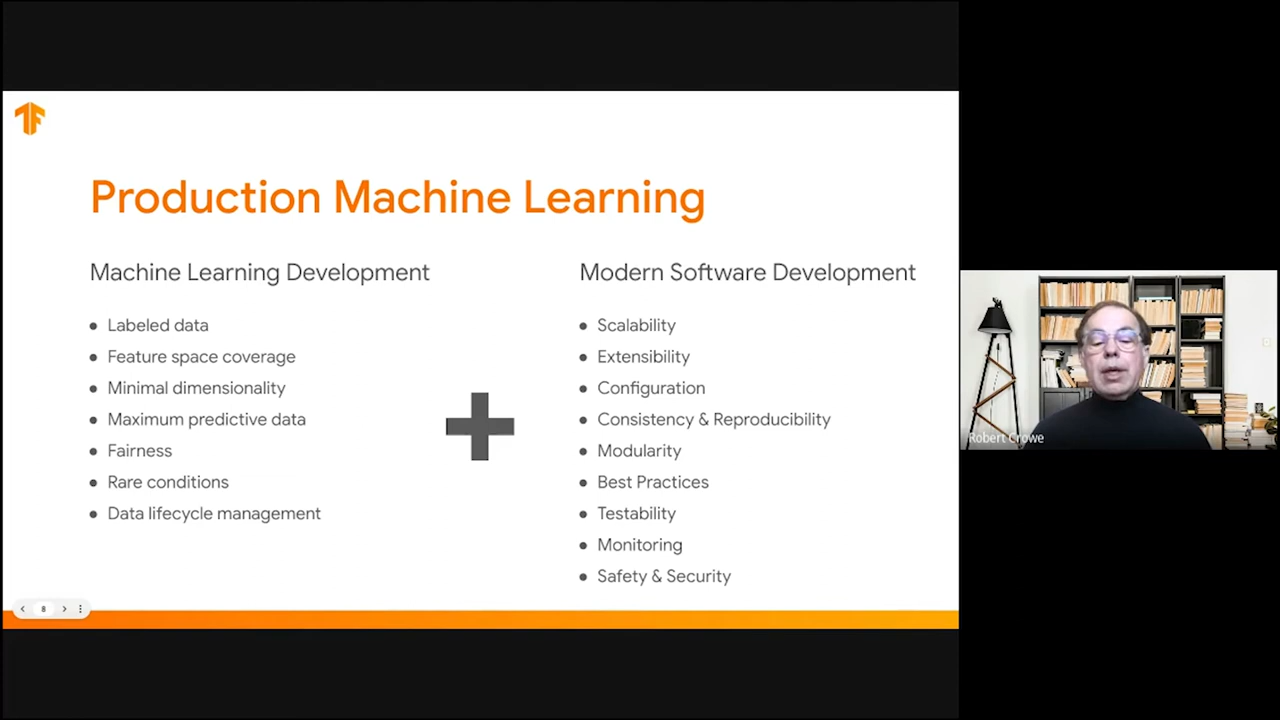 Production Machine Learning
Machine Learning Development
Labeled data
Feature space coverage
Minimal dimensionality
Maximum predictive data
Fairness
Rare conditions
Data lifecycle management
Modern Software Development
Scalability
Extensibility
Configuration
Consistency & Reproducibility
Modularity
Best Practices
Testability
Monitoring
Safety & Security
8
Robert Crowe